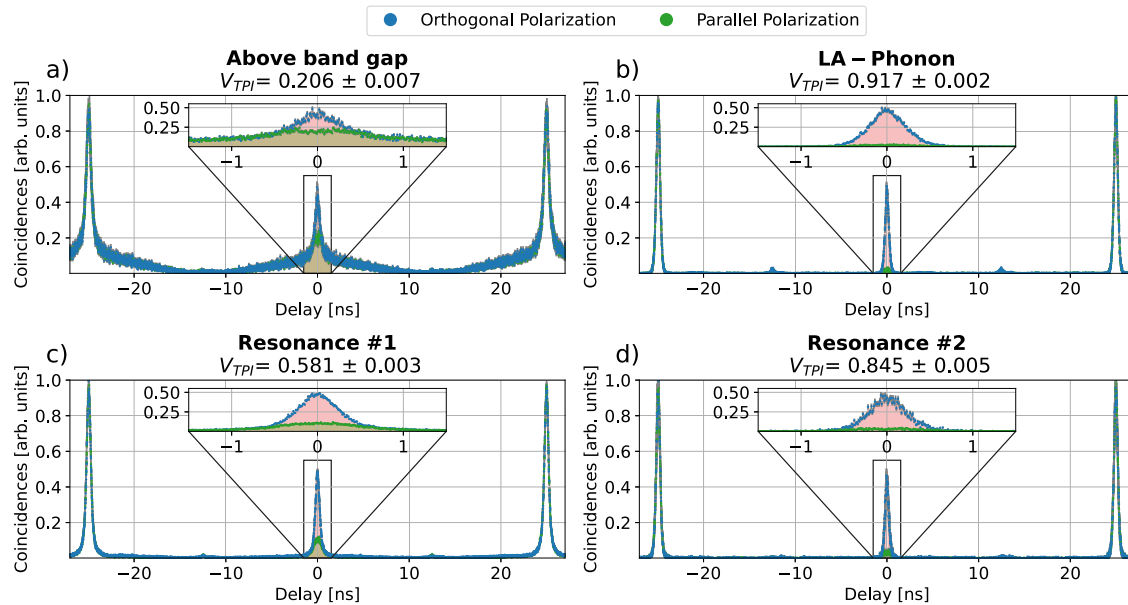 Orthogonal Polarization
Parallel Polarization
a)
Above band gap
V_TPI = 0.206 ± 0.007
Coincidences [arb. units]
1.0
0.8
0.6
0.4
0.2
0.50
0.25
−1
0
1
−20
−10
0
10
20
Delay [ns]
b)
LA − Phonon
V_TPI = 0.917 ± 0.002
Coincidences [arb. units]
1.0
0.8
0.6
0.4
0.2
0.50
0.25
−1
0
1
−20
−10
0
10
20
Delay [ns]
c)
Resonance #1
V_TPI = 0.581 ± 0.003
Coincidences [arb. units]
1.0
0.8
0.6
0.4
0.2
0.50
0.25
−1
0
1
−20
−10
0
10
20
Delay [ns]
d)
Resonance #2
V_TPI = 0.845 ± 0.005
Coincidences [arb. units]
1.0
0.8
0.6
0.4
0.2
0.50
0.25
−1
0
1
−20
−10
0
10
20
Delay [ns]